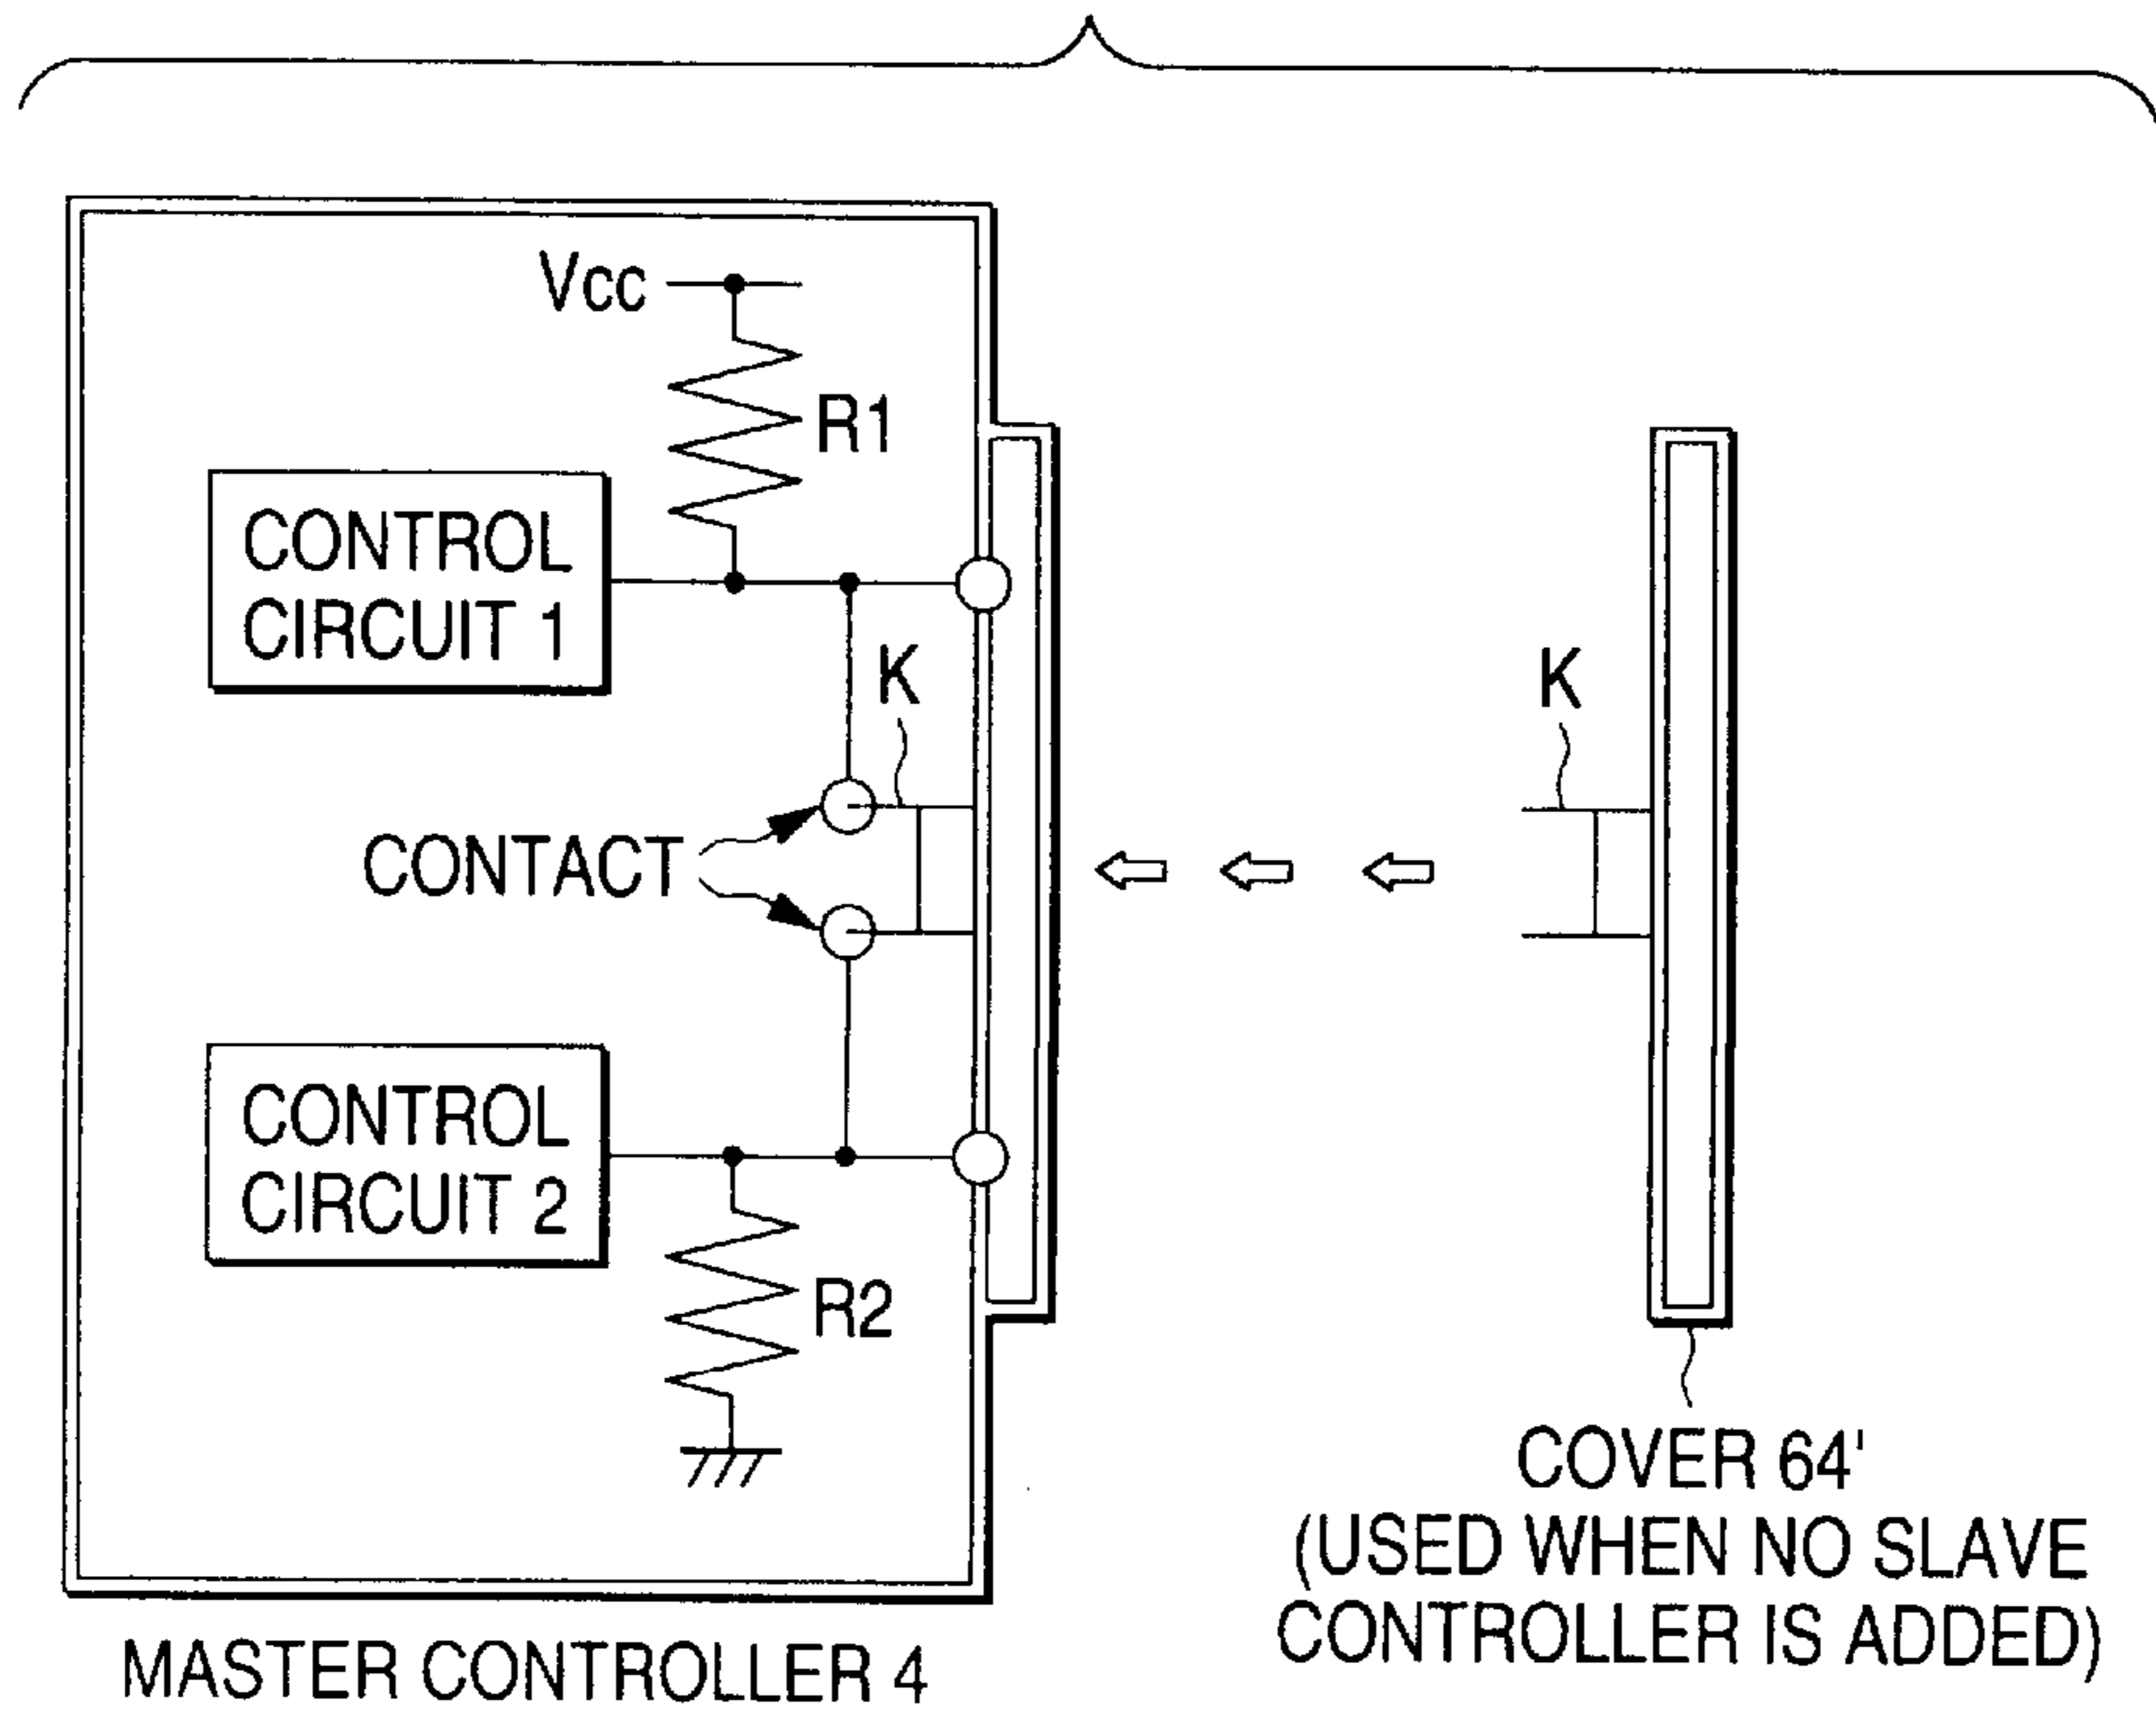 Vcc
R1
CONTROL
CIRCUIT 1
K
K
CONTACT
CONTROL
CIRCUIT 2
R2
COVER 64'
(USED WHEN NO SLAVE
CONTROLLER IS ADDED)
MASTER CONTROLLER 4